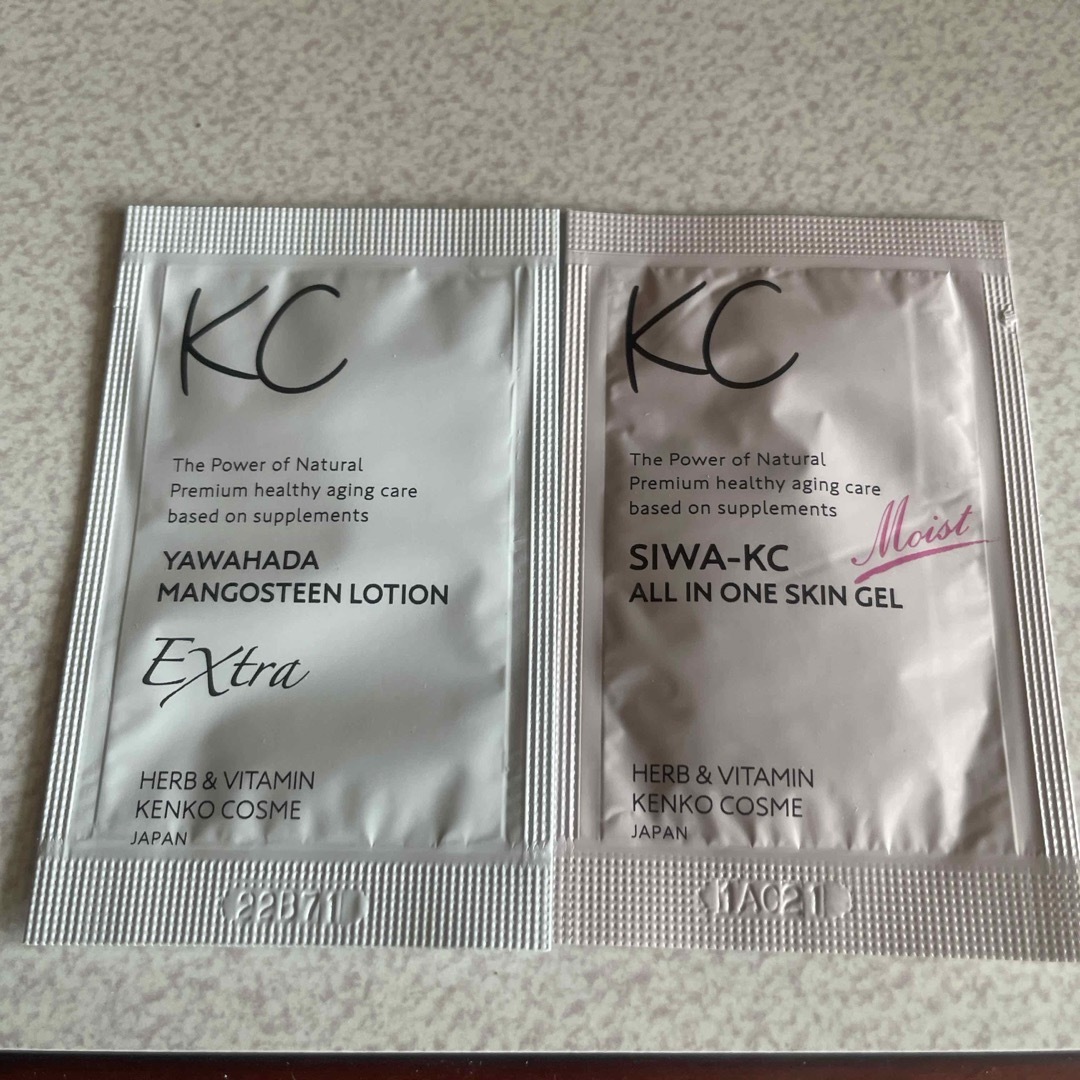 KC
The Power of Natural
Premium healthy aging care
based on supplements
YAWAHADA
MANGOSTEEN LOTION
Extra
HERB & VITAMIN
KENKO COSME
JAPAN
22B71
KC
The Power of Natural
Premium healthy aging care
based on supplements
Moist
SIWA-KC
ALL IN ONE SKIN GEL
HERB & VITAMIN
KENKO COSME
JAPAN
1AC21